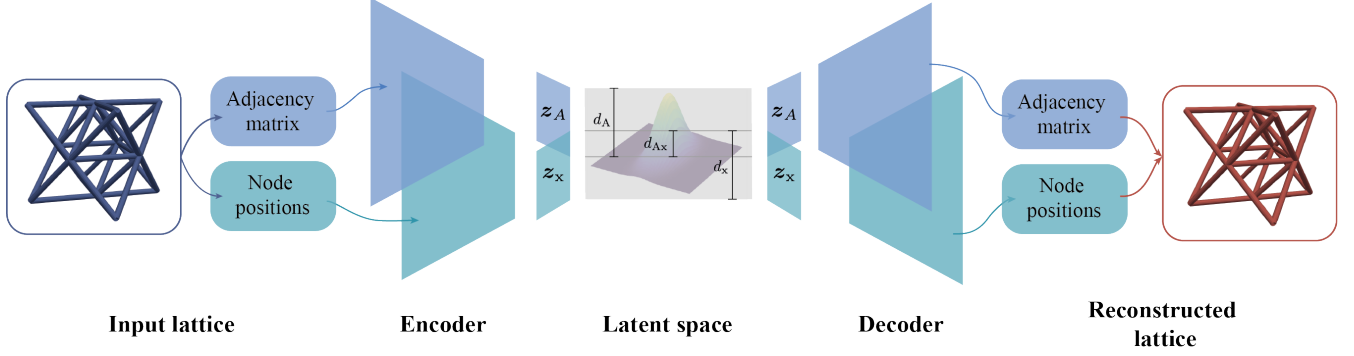 Adjacency
matrix
Node
positions
z_A
z_x
d_A
d_Ax
d_x
z_A
z_x
Adjacency
matrix
Node
positions
Input lattice
Encoder
Latent space
Decoder
Reconstructed
lattice